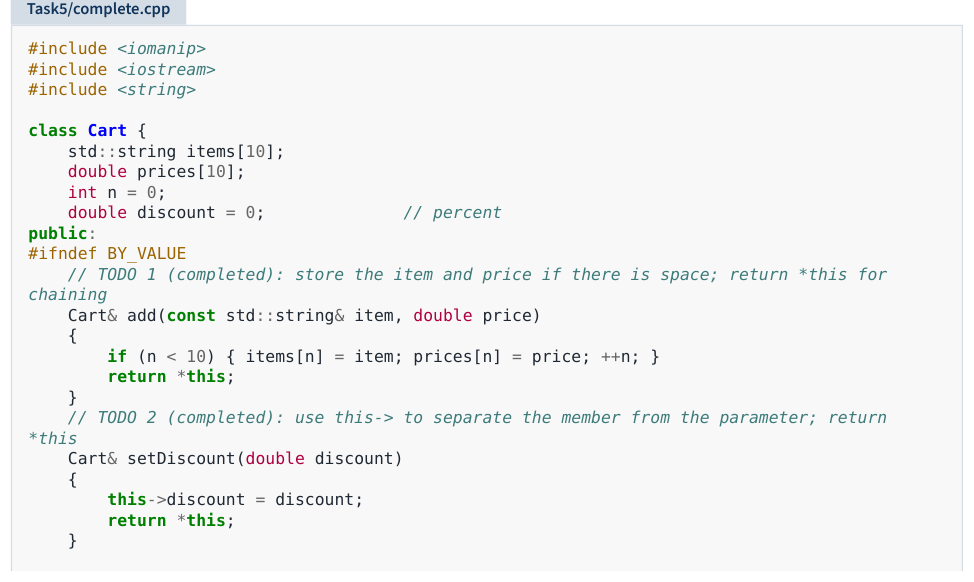 Task5/complete.cpp
#include <iomanip>
#include <iostream>
#include <string>

class Cart {
    std::string items[10];
    double prices[10];
    int n = 0;
    double discount = 0;              // percent
public:
#ifndef BY_VALUE
    // TODO 1 (completed): store the item and price if there is space; return *this for
chaining
    Cart& add(const std::string& item, double price)
    {
        if (n < 10) { items[n] = item; prices[n] = price; ++n; }
        return *this;
    }
    // TODO 2 (completed): use this-> to separate the member from the parameter; return
*this
    Cart& setDiscount(double discount)
    {
        this->discount = discount;
        return *this;
    }